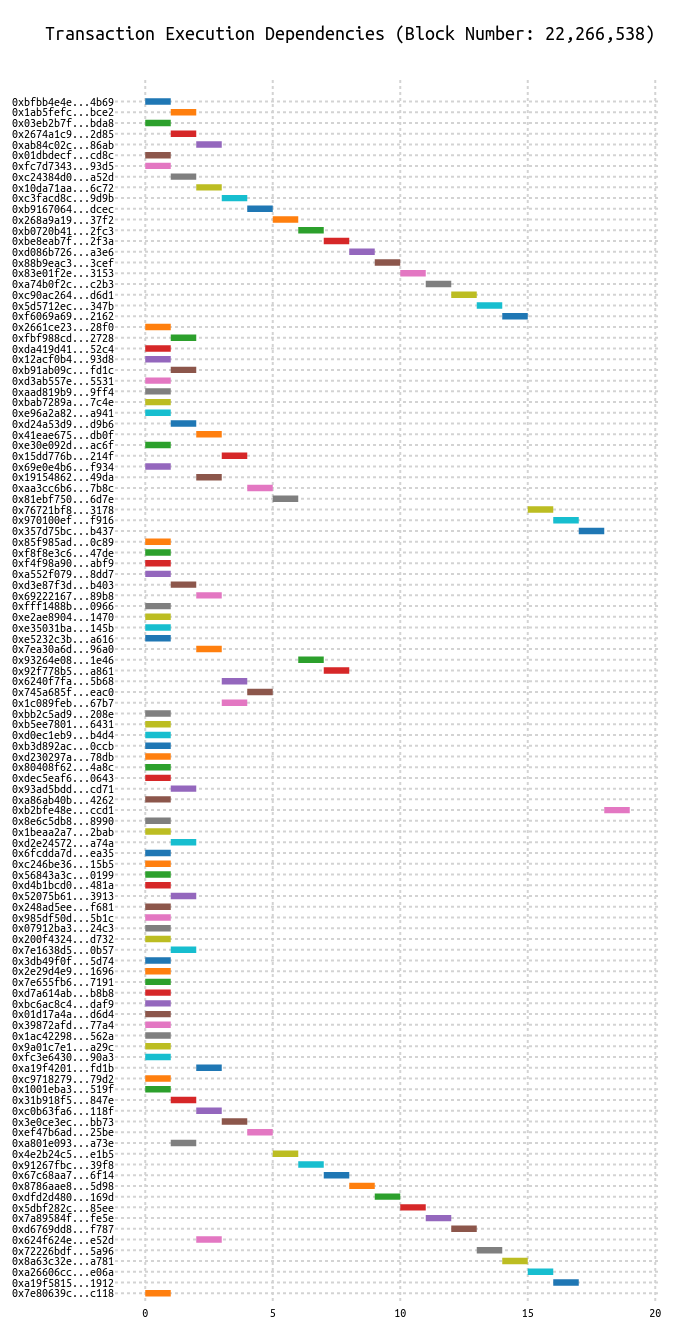 Transaction Execution Dependencies (Block Number: 22,266,538)
0xbfbb4e4e...4b69
0x1ab5fefc...bce2
0x03eb2b7f...bda8
0x2674a1c9...2d85
0xab84c02c...86ab
0x01dbdecf...cd8c
0xfc7d7343...93d5
0xc24384d0...a52d
0x10da71aa...6c72
0xc3facd8c...9d9b
0xb9167064...dcec
0x268a9a19...37f2
0xb0720b41...2fc3
0xbe8eab7f...2f3a
0xd086b726...a3e6
0x88b9eac3...3cef
0x83e01f2e...3153
0xa74b0f2c...c2b3
0xc90ac264...d6d1
0x5d5712ec...347b
0xf6069a69...2162
0x2661ce23...28f0
0xfbf988cd...2728
0xda419d41...52c4
0x12acf0b4...93d8
0xb91ab09c...fd1c
0xd3ab557e...5531
0xaad819b9...9ff4
0xbab7289a...7c4e
0xe96a2a82...a941
0xd24a53d9...d9b6
0x41eae675...db0f
0xe30e092d...ac6f
0x15dd776b...214f
0x69e0e4b6...f934
0x19154862...49da
0xaa3cc6b6...7b8c
0x81ebf750...6d7e
0x76721bf8...3178
0x970100ef...f916
0x357d75bc...b437
0x85f985ad...0c89
0xf8f8e3c6...47de
0xf4f98a90...abf9
0xa552f079...8dd7
0xd3e87f3d...b403
0x69222167...89b8
0xfff1488b...0966
0xe2ae8904...1470
0xe35031ba...145b
0xe5232c3b...a616
0x7ea30a6d...96a0
0x93264e08...1e46
0x92f778b5...a861
0x6240f7fa...5b68
0x745a685f...eac0
0x1c089feb...67b7
0xbb2c5ad9...208e
0xb5ee7801...6431
0xd0ec1eb9...b4d4
0xb3d892ac...0ccb
0xd230297a...78db
0x80408f62...4a8c
0xdec5eaf6...0643
0x93ad5bdd...cd71
0xa86ab40b...4262
0xb2bfe48e...ccd1
0x8e6c5db8...8990
0x1beaa2a7...2bab
0xd2e24572...a74a
0x6fcdda7d...ea35
0xc246be36...15b5
0x56843a3c...0199
0xd4b1bcd0...481a
0x52075b61...3913
0x248ad5ee...f681
0x985df50d...5b1c
0x07912ba3...24c3
0x200f4324...d732
0x7e1638d5...0b57
0x3db49f0f...5d74
0x2e29d4e9...1696
0x7e655fb6...7191
0xd7a614ab...b8b8
0xbc6ac8c4...daf9
0x01d17a4a...d6d4
0x39872afd...77a4
0x1ac42298...562a
0x9a01c7e1...a29c
0xfc3e6430...90a3
0xa19f4201...fd1b
0xc9718279...79d2
0x1001eba3...519f
0x31b918f5...847e
0xc0b63fa6...118f
0x3e0ce3ec...bb73
0xef47b6ad...25be
0xa801e093...a73e
0x4e2b24c5...e1b5
0x91267fbc...39f8
0x67c68aa7...6f14
0x8786aae8...5d98
0xdfd2d480...169d
0x5dbf282c...85ee
0x7a89584f...fe5e
0xd6769dd8...f787
0x624f624e...e52d
0x72226bdf...5a96
0x8a63c32e...a781
0xa26606cc...e06a
0xa19f5815...1912
0x7e80639c...c118
0 5 10 15 20